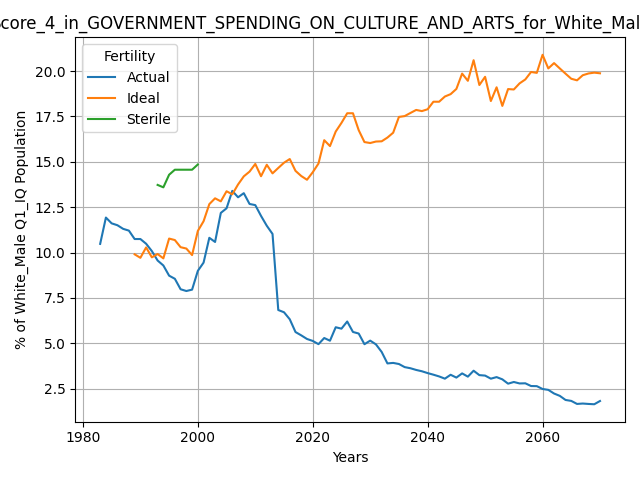 core_4_in_GOVERNMENT_SPENDING_ON_CULTURE_AND_ARTS_for_White_Mal
Fertility
Actual
Ideal
Sterile
% of White_Male Q1_IQ Population
20.0
17.5
15.0
12.5
10.0
7.5
5.0
2.5
1980
2000
2020
2040
2060
Years